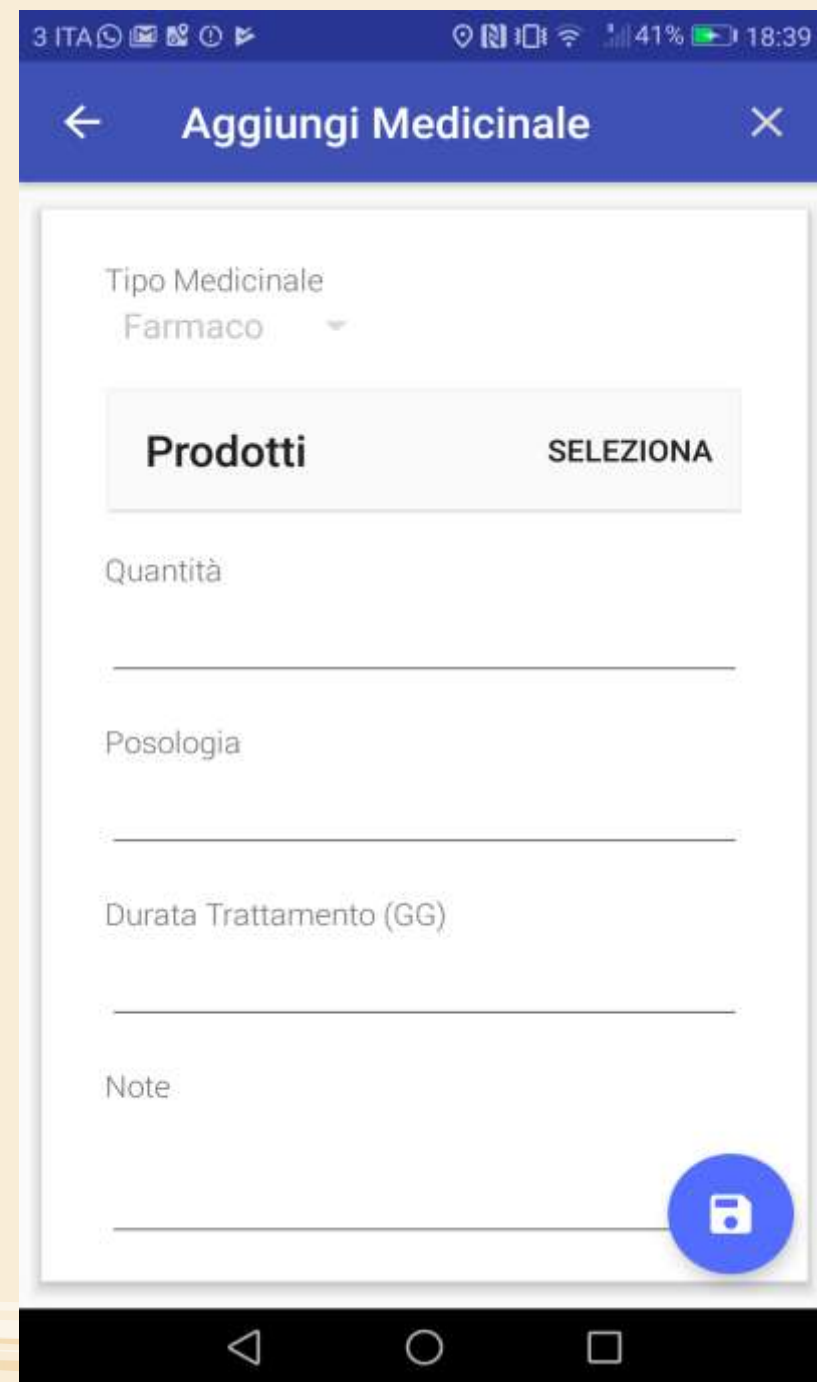 3 ITA 41% 18:39
Aggiungi Medicinale
Tipo Medicinale
Farmaco
Prodotti SELEZIONA
Quantità
Posologia
Durata Trattamento (GG)
Note